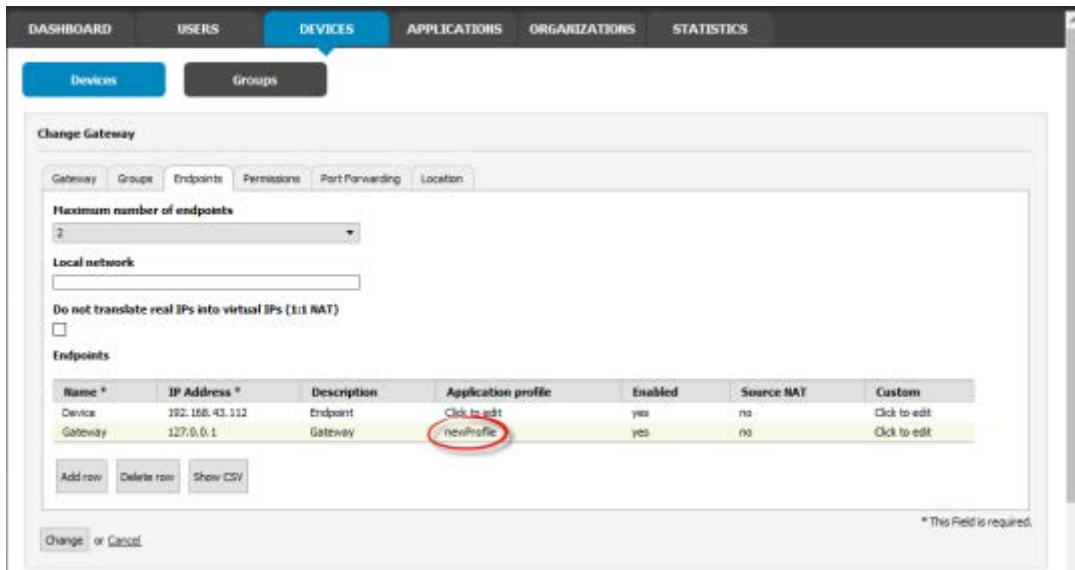 DASHBOARD USERS DEVICES APPLICATIONS ORGANIZATIONS STATISTICS
Devices Groups
Change Gateway
Gateway Groups Endpoints Permissions Port Forwarding Location
Maximum number of endpoints
2
Local network
Do not translate real IPs into virtual IPs (1:1 NAT)
Endpoints
Name * IP Address * Description Application profile Enabled Source NAT Custom
Device 192.168.43.112 Endpoint Click to edit yes no Click to edit
Gateway 127.0.0.1 Gateway newProfile yes no Click to edit
Add row Delete row Show CSV
* This Field is required.
Change or Cancel